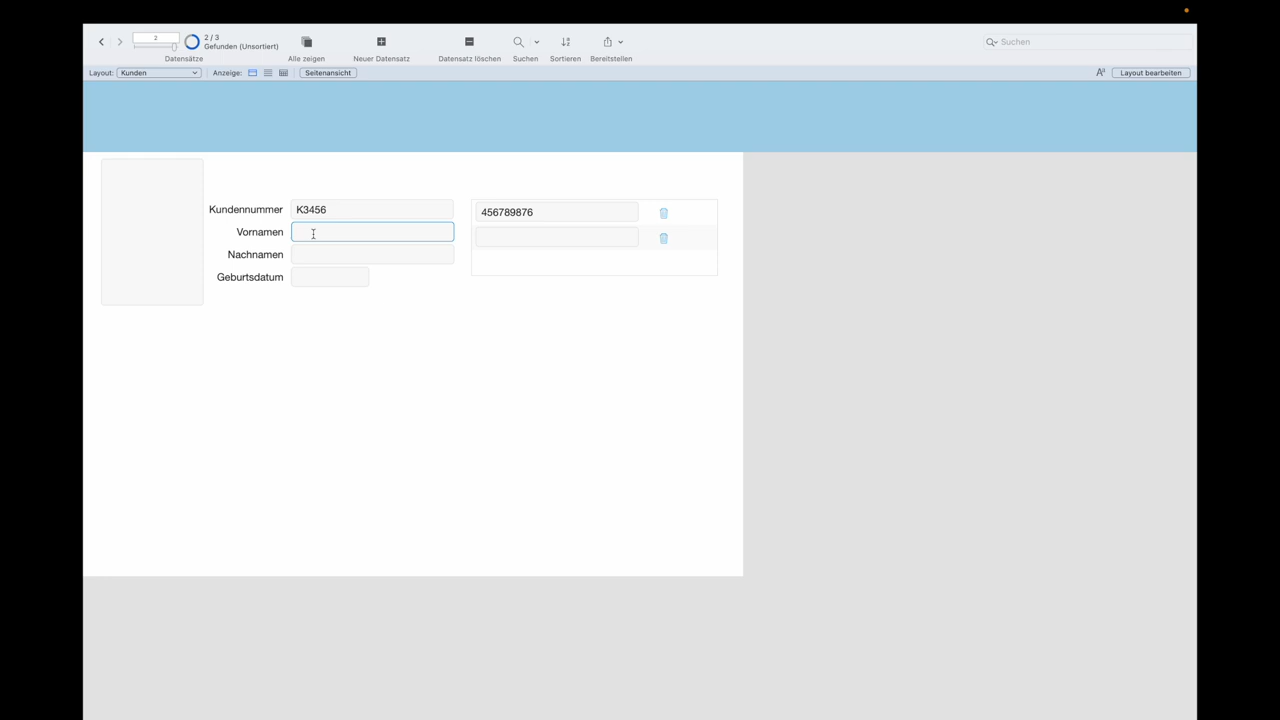 2
2 / 3
Gefunden (Unsortiert)
Datensätze
Alle zeigen
Neuer Datensatz
Datensatz löschen
Suchen
Sortieren
Bereitstellen
Suchen
Layout: Kunden
Anzeige:
Seitenansicht
Layout bearbeiten
Kundennummer K3456
456789876
Vornamen
Nachnamen
Geburtsdatum